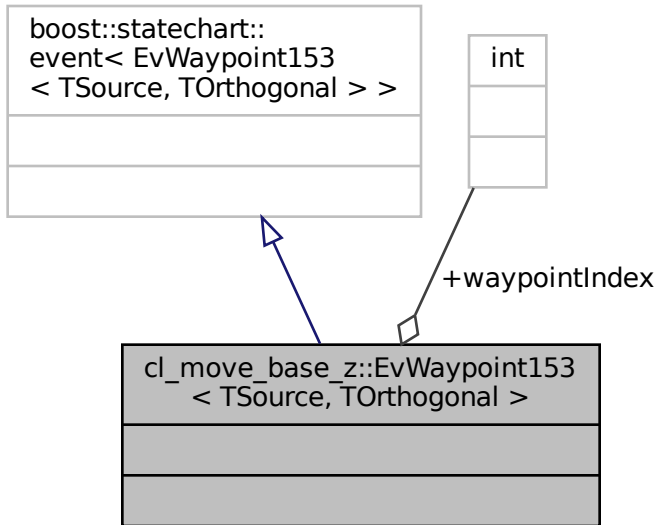 boost::statechart::
event< EvWaypoint153
< TSource, TOrthogonal > >
int
+waypointIndex
cl_move_base_z::EvWaypoint153
< TSource, TOrthogonal >